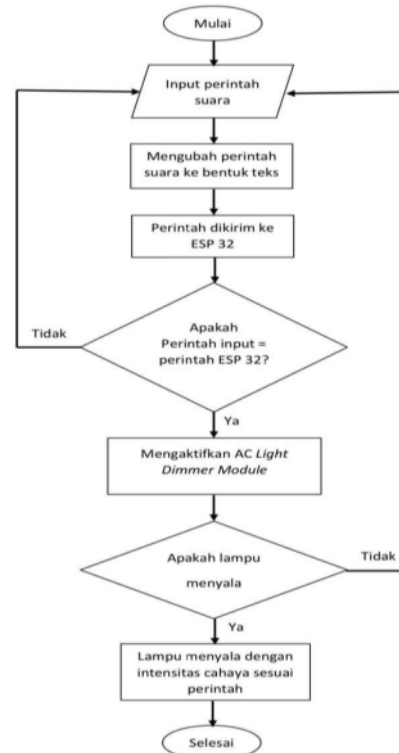 Mulai
Input perintah
suara
Mengubah perintah
suara ke bentuk teks
Perintah dikirim ke
ESP 32
Tidak
Apakah
Perintah input =
perintah ESP 32?
Ya
Mengaktifkan AC Light
Dimmer Module
Apakah lampu
menyala
Tidak
Ya
Lampu menyala dengan
intensitas cahaya sesuai
perintah
Selesai